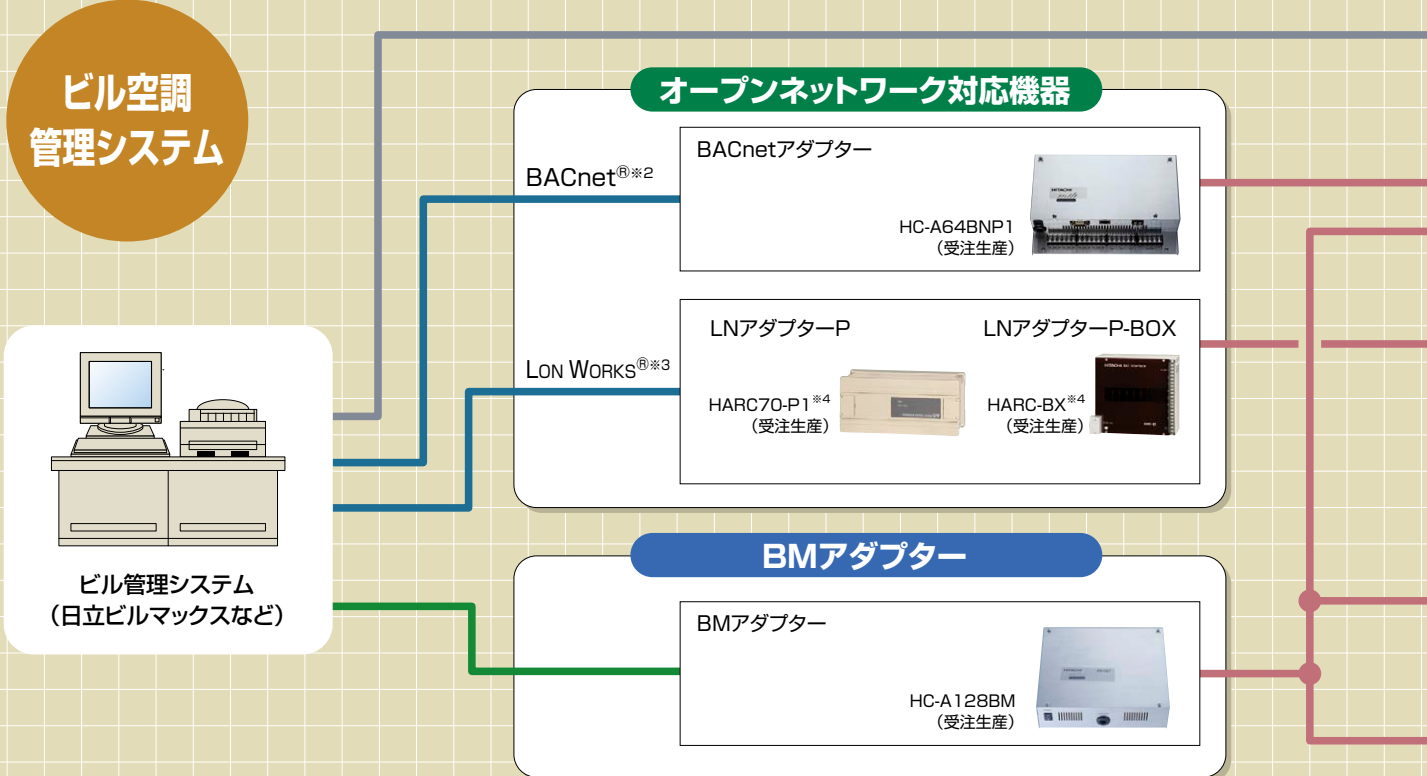 ビル空調
管理システム
オープンネットワーク対応機器
BACnetアダプター
BACnet®※2
HC-A64BNP1
（受注生産）
LNアダプターP
LNアダプターP-BOX
LON WORKS®※3
HARC70-P1※4
（受注生産）
HARC-BX※4
（受注生産）
ビル管理システム
（日立ビルマックスなど）
BMアダプター
BMアダプター
HC-A128BM
（受注生産）